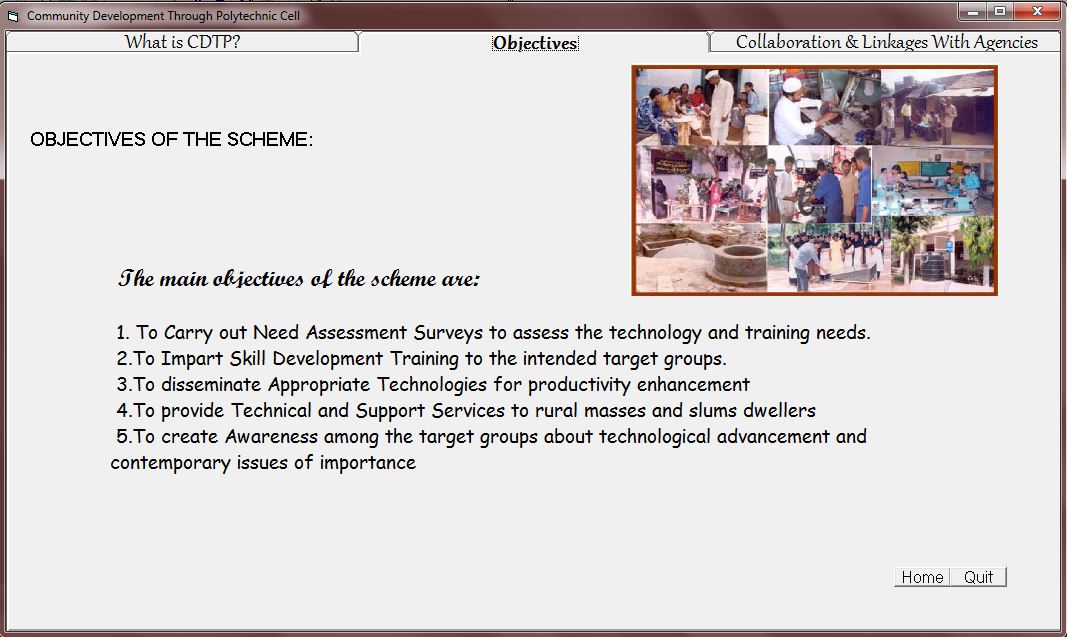 Community Development Through Polytechnic Cell
What is CDTP?
Objectives
Collaboration & Linkages With Agencies
OBJECTIVES OF THE SCHEME:
The main objectives of the scheme are:
1. To Carry out Need Assessment Surveys to assess the technology and training needs.
2.To Impart Skill Development Training to the intended target groups.
3.To disseminate Appropriate Technologies for productivity enhancement
4.To provide Technical and Support Services to rural masses and slums dwellers
5.To create Awareness among the target groups about technological advancement and
contemporary issues of importance
Home
Quit